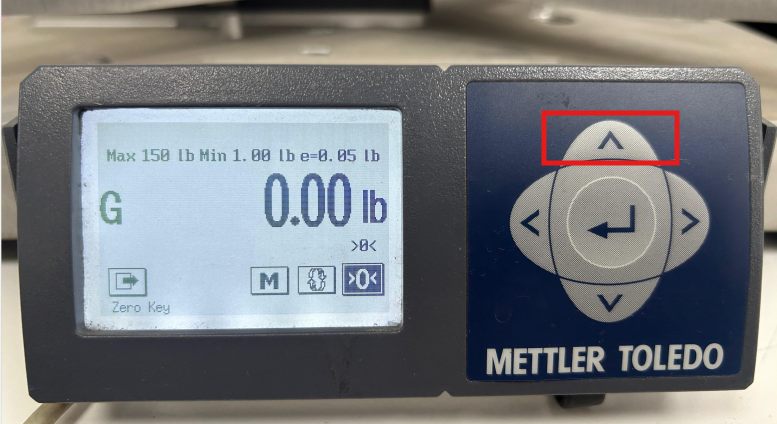 Max 150 lb Min 1.00 lb e=0.05 lb
G 0.00 lb
>0<
M >0<
Zero Key
METTLER TOLEDO